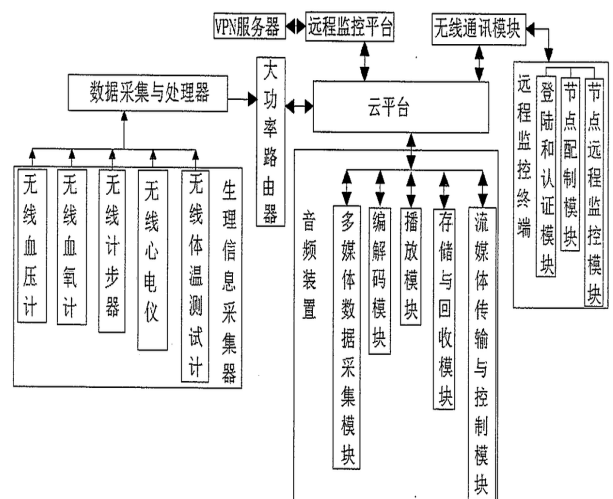 VPN服务器
远程监控平台
无线通讯模块
数据采集与处理器
大功率路由器
云平台
远程监控终端
登陆和认证模块
节点配制模块
节点远程监控模块
无线血压计
无线血氧计
无线计步器
无线心电仪
无线体温测试计
生理信息采集器
音频装置
多媒体数据采集模块
编解码模块
播放模块
存储与回收模块
流媒体传输与控制模块